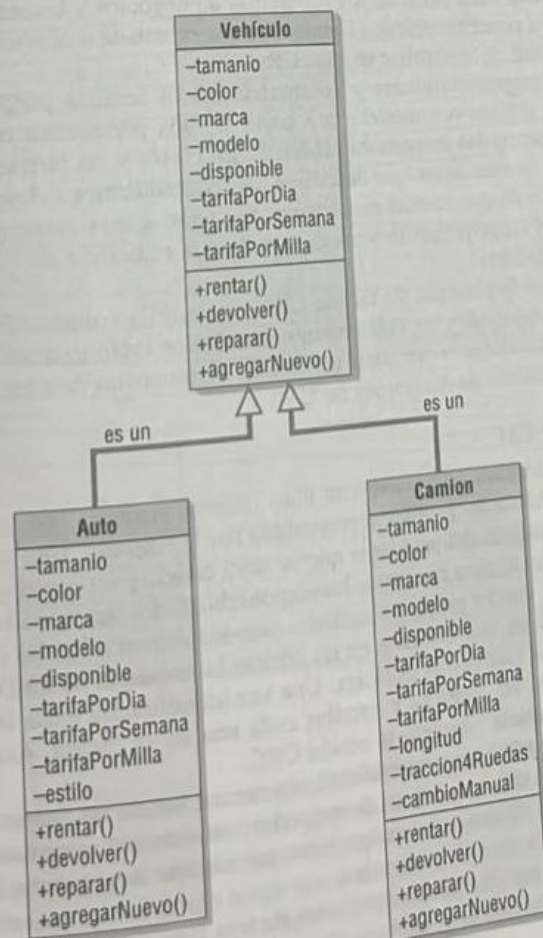 Vehículo
–tamanio
–color
–marca
–modelo
–disponible
–tarifaPorDia
–tarifaPorSemana
–tarifaPorMilla
+rentar()
+devolver()
+reparar()
+agregarNuevo()
es un
es un
Auto
–tamanio
–color
–marca
–modelo
–disponible
–tarifaPorDia
–tarifaPorSemana
–tarifaPorMilla
–estilo
+rentar()
+devolver()
+reparar()
+agregarNuevo()
Camion
–tamanio
–color
–marca
–modelo
–disponible
–tarifaPorDia
–tarifaPorSemana
–tarifaPorMilla
–longitud
–traccion4Ruedas
–cambioManual
+rentar()
+devolver()
+reparar()
+agregarNuevo()